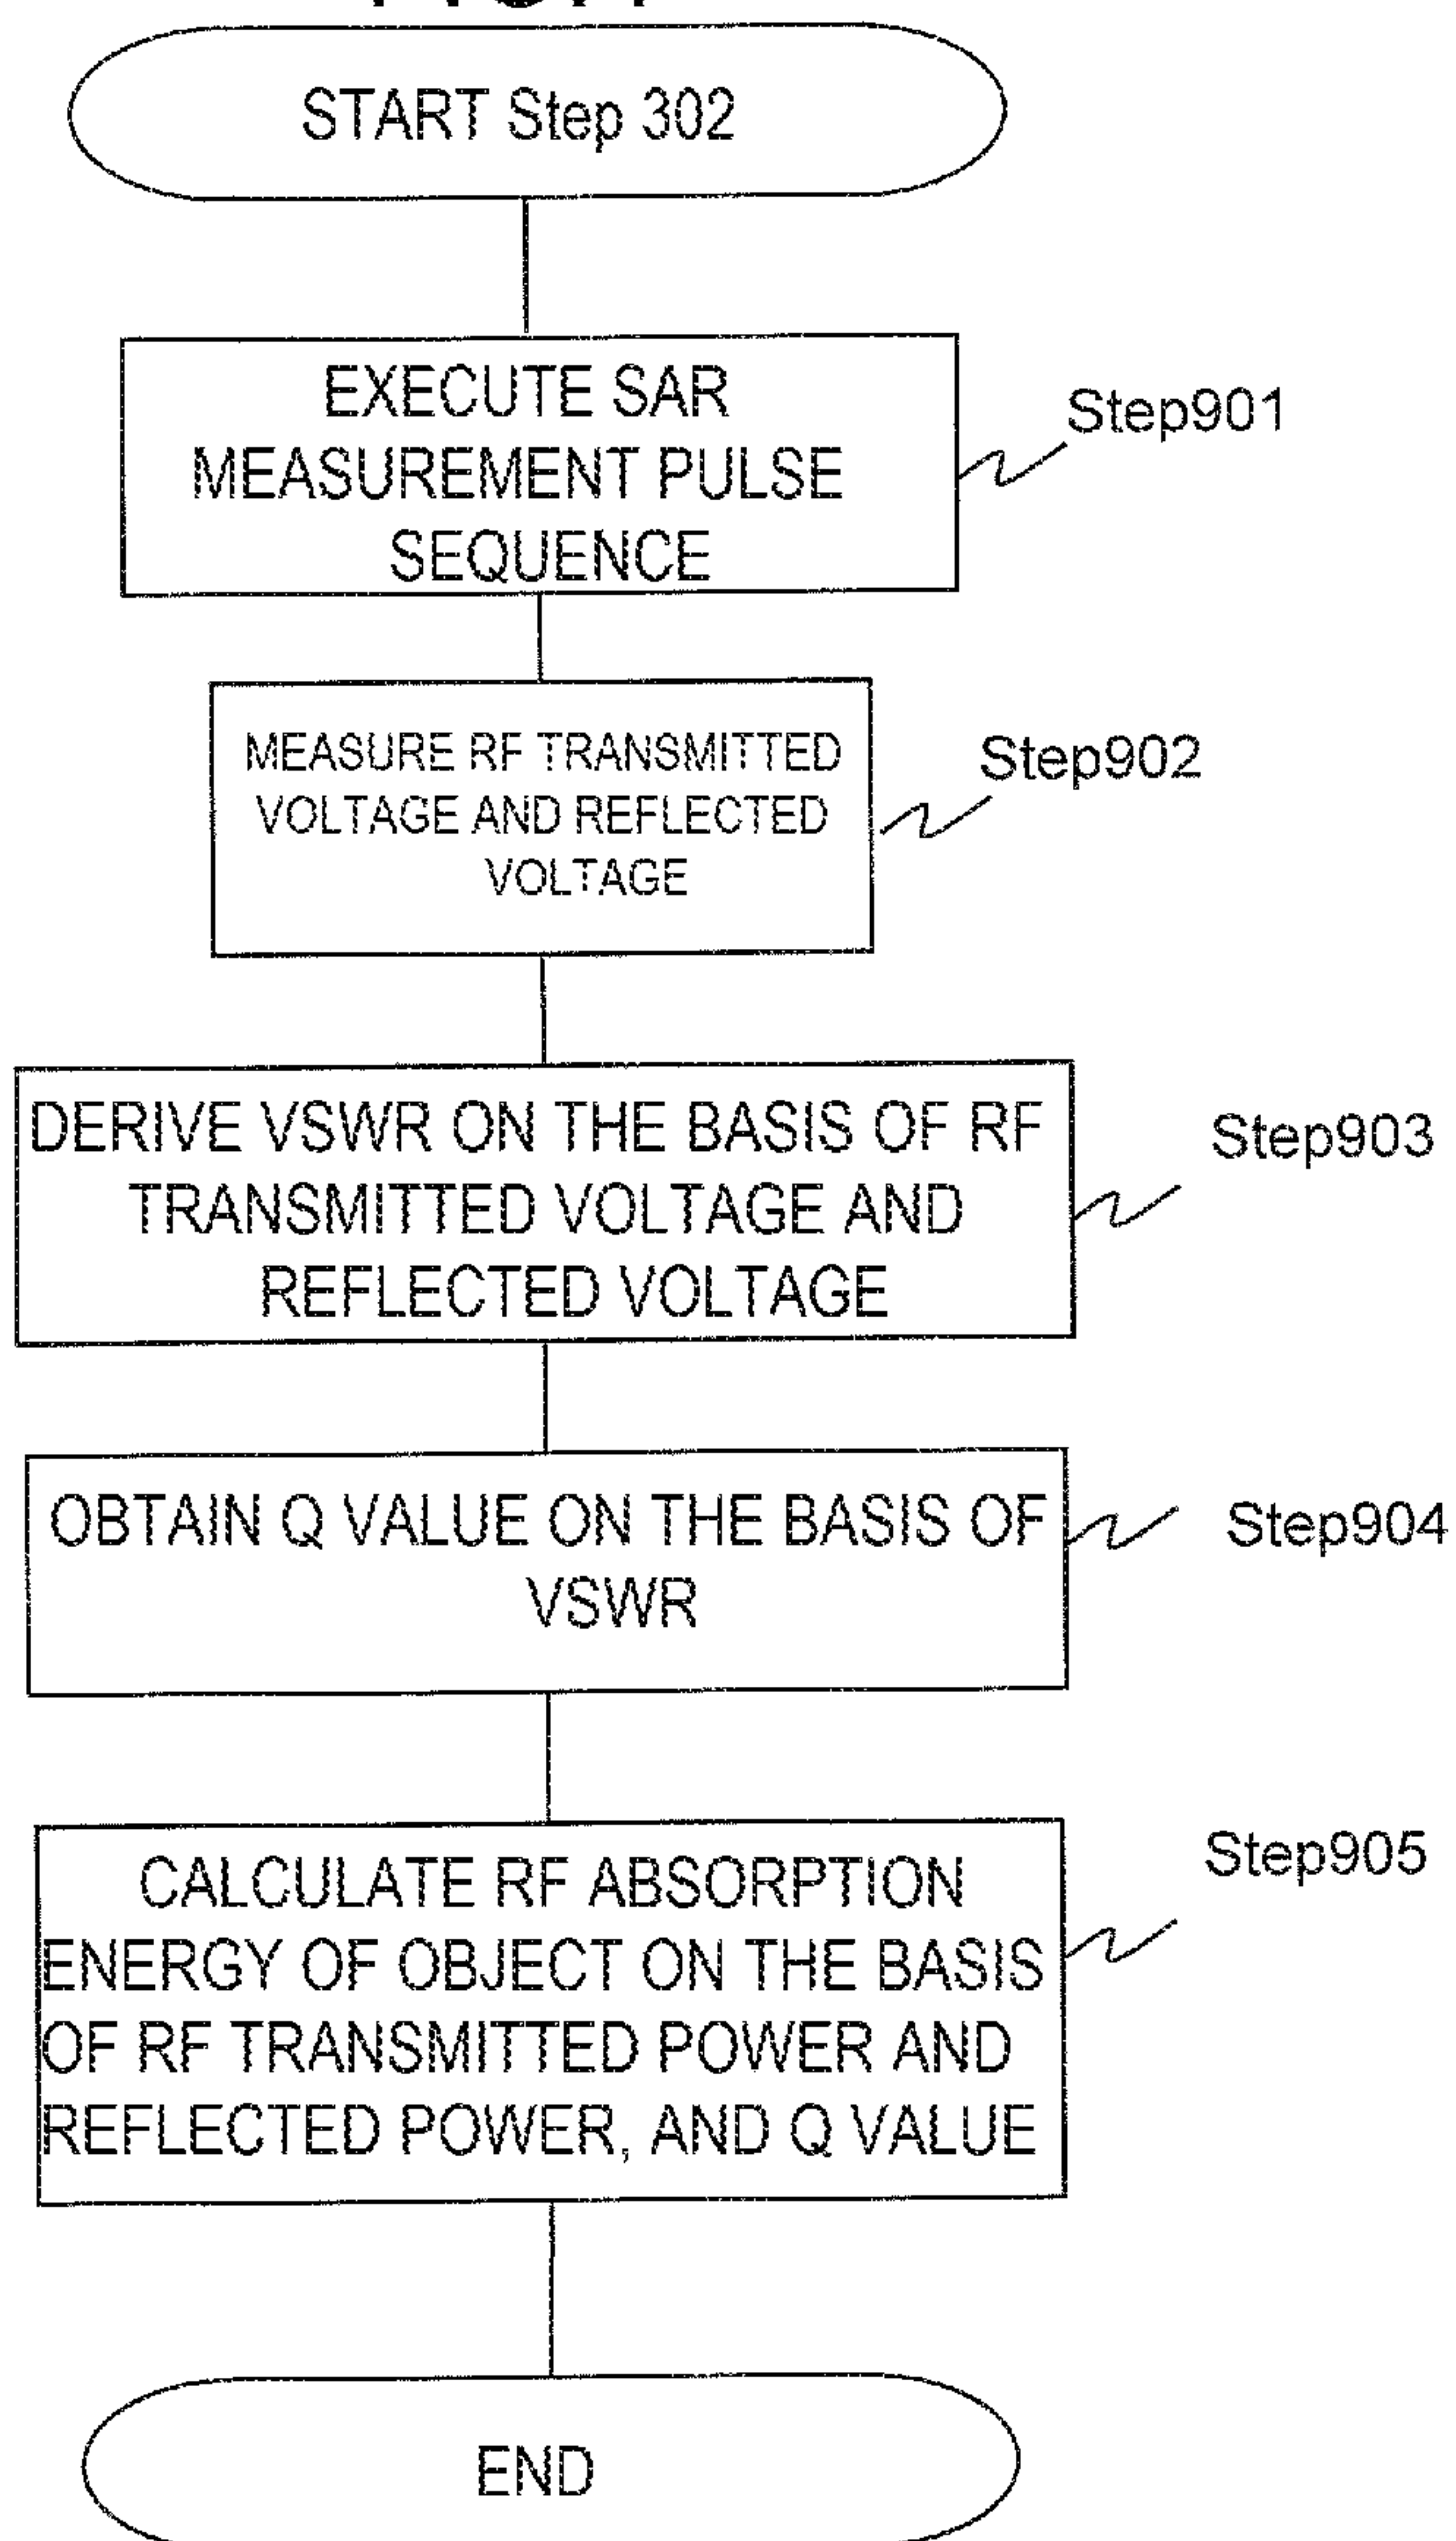 START Step 302
EXECUTE SAR
MEASUREMENT PULSE
SEQUENCE
Step901
MEASURE RF TRANSMITTED
VOLTAGE AND REFLECTED
VOLTAGE
Step902
DERIVE VSWR ON THE BASIS OF RF
TRANSMITTED VOLTAGE AND
REFLECTED VOLTAGE
Step903
OBTAIN Q VALUE ON THE BASIS OF
VSWR
Step904
CALCULATE RF ABSORPTION
ENERGY OF OBJECT ON THE BASIS
OF RF TRANSMITTED POWER AND
REFLECTED POWER, AND Q VALUE
Step905
END